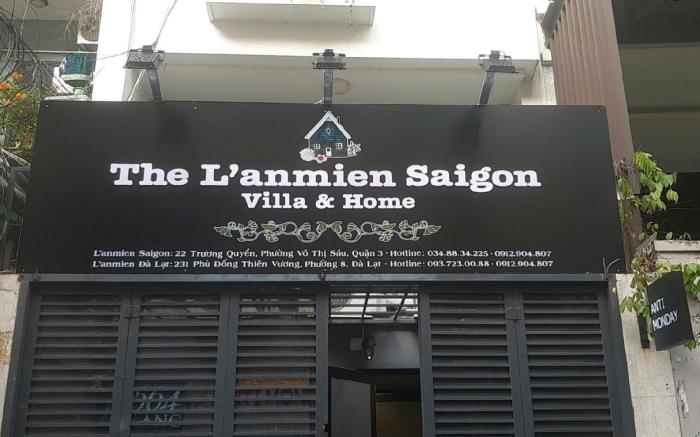 The L'anmien Saigon
Villa & Home
L'anmien Saigon: 22 Trương Quyền, Phường Võ Thị Sáu, Quận 3 - Hotline: 034.88.34.225 - 0912.904.807
L'anmien Đà Lạt: 231 Phù Đổng Thiên Vương, Phường 8, Đà Lạt - Hotline: 093.723.00.88 - 0912.904.807
ANTI
MONDAY